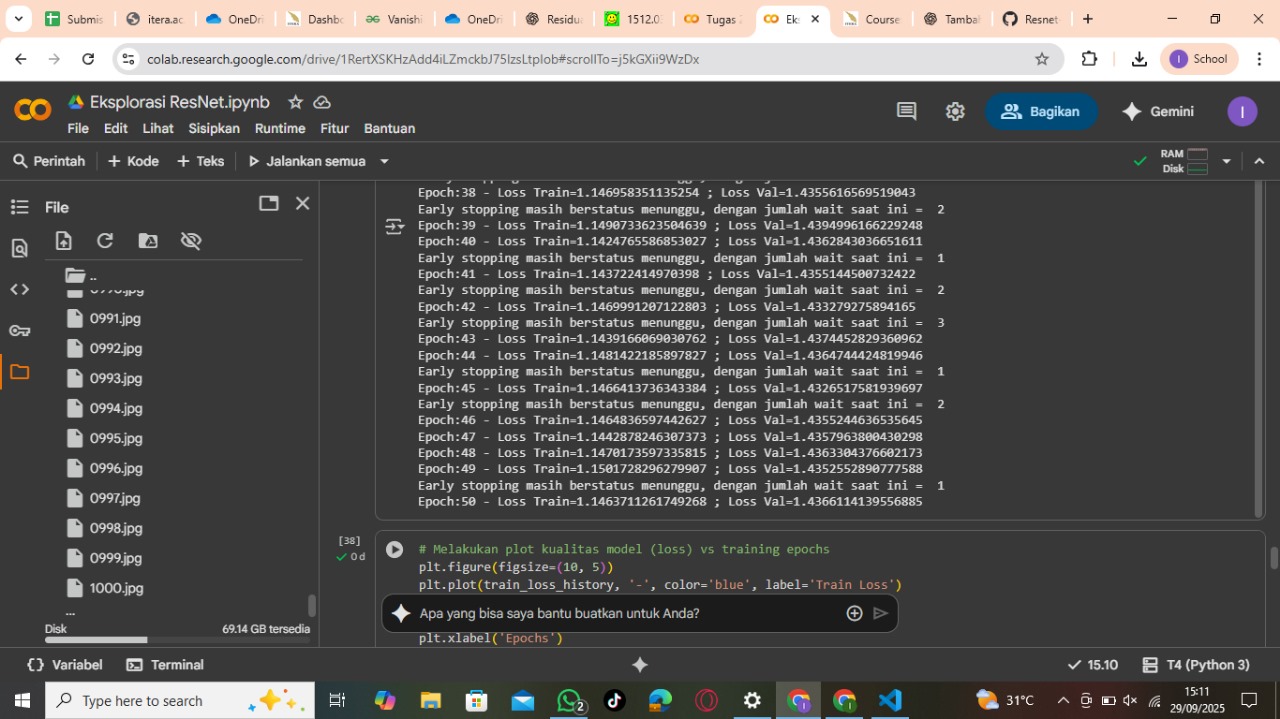 Submis
itera.ac
OneDri
Dashbo
Vanishi
OneDri
Residua
1512.03
Tugas 2
Eks
Course
Tambah
Resnet-
colab.research.google.com/drive/1RertXSKHzAdd4iLZmckbJ75IzsLtplob#scrollTo=j5kGXii9WzDx
School
Eksplorasi ResNet.ipynb
File Edit Lihat Sisipkan Runtime Fitur Bantuan
Bagikan
Gemini
I
Perintah + Kode + Teks Jalankan semua
RAM
Disk
File
..
0991.jpg
0992.jpg
0993.jpg
0994.jpg
0995.jpg
0996.jpg
0997.jpg
0998.jpg
0999.jpg
1000.jpg
...
Disk 69.14 GB tersedia
Epoch:38 - Loss Train=1.146958351135254 ; Loss Val=1.4355616569519043
Early stopping masih berstatus menunggu, dengan jumlah wait saat ini = 2
Epoch:39 - Loss Train=1.1490733623504639 ; Loss Val=1.4394996166229248
Epoch:40 - Loss Train=1.1424765586853027 ; Loss Val=1.4362843036651611
Early stopping masih berstatus menunggu, dengan jumlah wait saat ini = 1
Epoch:41 - Loss Train=1.143722414970398 ; Loss Val=1.4355144500732422
Early stopping masih berstatus menunggu, dengan jumlah wait saat ini = 2
Epoch:42 - Loss Train=1.1469991207122803 ; Loss Val=1.433279275894165
Early stopping masih berstatus menunggu, dengan jumlah wait saat ini = 3
Epoch:43 - Loss Train=1.1439166069030762 ; Loss Val=1.4374452829360962
Epoch:44 - Loss Train=1.1481422185897827 ; Loss Val=1.4364744424819946
Early stopping masih berstatus menunggu, dengan jumlah wait saat ini = 1
Epoch:45 - Loss Train=1.1466413736343384 ; Loss Val=1.4326517581939697
Early stopping masih berstatus menunggu, dengan jumlah wait saat ini = 2
Epoch:46 - Loss Train=1.1464836597442627 ; Loss Val=1.4355244636535645
Epoch:47 - Loss Train=1.1442878246307373 ; Loss Val=1.4357963800430298
Epoch:48 - Loss Train=1.1470173597335815 ; Loss Val=1.4363304376602173
Epoch:49 - Loss Train=1.1501728296279907 ; Loss Val=1.4352552890777588
Early stopping masih berstatus menunggu, dengan jumlah wait saat ini = 1
Epoch:50 - Loss Train=1.1463711261749268 ; Loss Val=1.4366114139556885
[38]
0 d
# Melakukan plot kualitas model (loss) vs training epochs
plt.figure(figsize=(10, 5))
plt.plot(train_loss_history, '-', color='blue', label='Train Loss')
Apa yang bisa saya bantu buatkan untuk Anda?
plt.xlabel('Epochs')
{} Variabel Terminal
15.10 T4 (Python 3)
Type here to search
2
31°C
15:11
29/09/2025